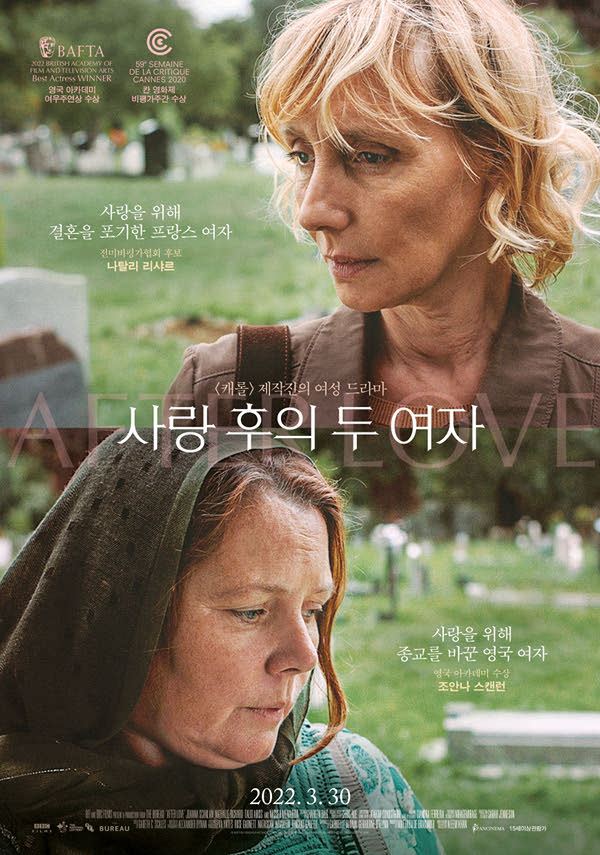 BAFTA
2022 BRITISH ACADEMY OF
FILM AND TELEVISION ARTS
Best Actress WINNER
영국 아카데미
여우주연상 수상
59e SEMAINE
DE LA CRITIQUE
CANNES 2020
칸 영화제
비평가주간 수상
사랑을 위해
결혼을 포기한 프랑스 여자
전미비평가협회 후보
나탈리 리샤르
〈캐롤〉 제작진의 여성 드라마
AFTER LOVE
사랑 후의 두 여자
사랑을 위해
종교를 바꾼 영국 여자
영국 아카데미 수상
조안나 스캔런
2022. 3. 30
BBC
FILMS
BUREAU
FANCINEMA
15세이상관람가